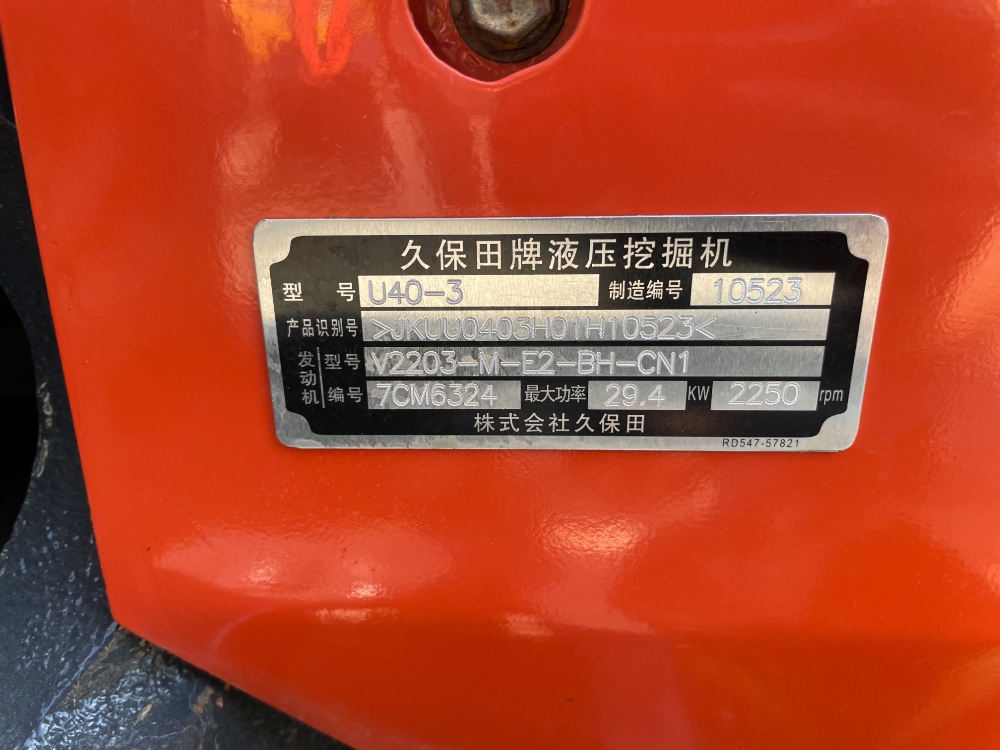 久保田牌液压挖掘机
型号 U40-3 制造编号 10523
产品识别号 >JKUU0403H01H10523<
发动机 型号 V2203-M-E2-BH-CN1
编号 7CM6324 最大功率 29.4 KW 2250 rpm
株式会社久保田
RD547-57821